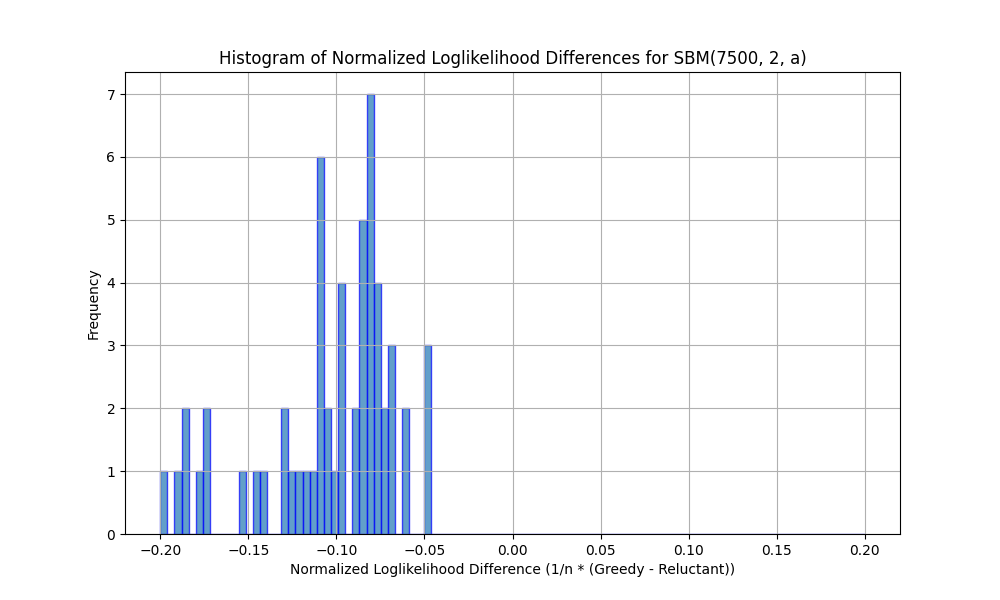 Histogram of Normalized Loglikelihood Differences for SBM(7500, 2, a)
7
6
5
4
3
2
1
0
Frequency
−0.20 −0.15 −0.10 −0.05 0.00 0.05 0.10 0.15 0.20
Normalized Loglikelihood Difference (1/n * (Greedy - Reluctant))